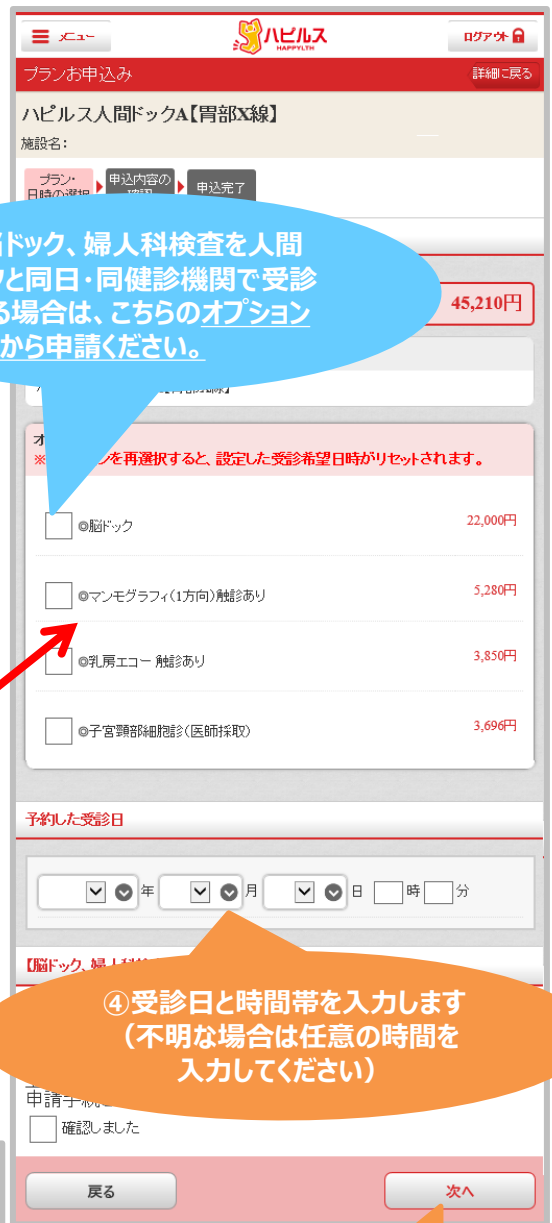 メニュー
ハピルス
HAPPYLTH
ログアウト
プランお申込み
詳細に戻る
ハピルス人間ドックA【胃部X線】
施設名:
プラン・
日時の選択
申込内容の
申込完了
ドック、婦人科検査を人間
と同日・同健診機関で受診
場合は、こちらのオプション
から申請ください。
45,210円
を再選択すると、設定した受診希望日時がリセットされます。
◎脳ドック
22,000円
◎マンモグラフィ(1方向)触診あり
5,280円
◎乳房エコー 触診あり
3,850円
◎子宮頸部細胞診(医師採取)
3,696円
予約した受診日
年 月 日 時 分
【脳ドック、婦人科
④受診日と時間帯を入力します
(不明な場合は任意の時間を
入力してください)
申請手続
確認しました
戻る
次へ